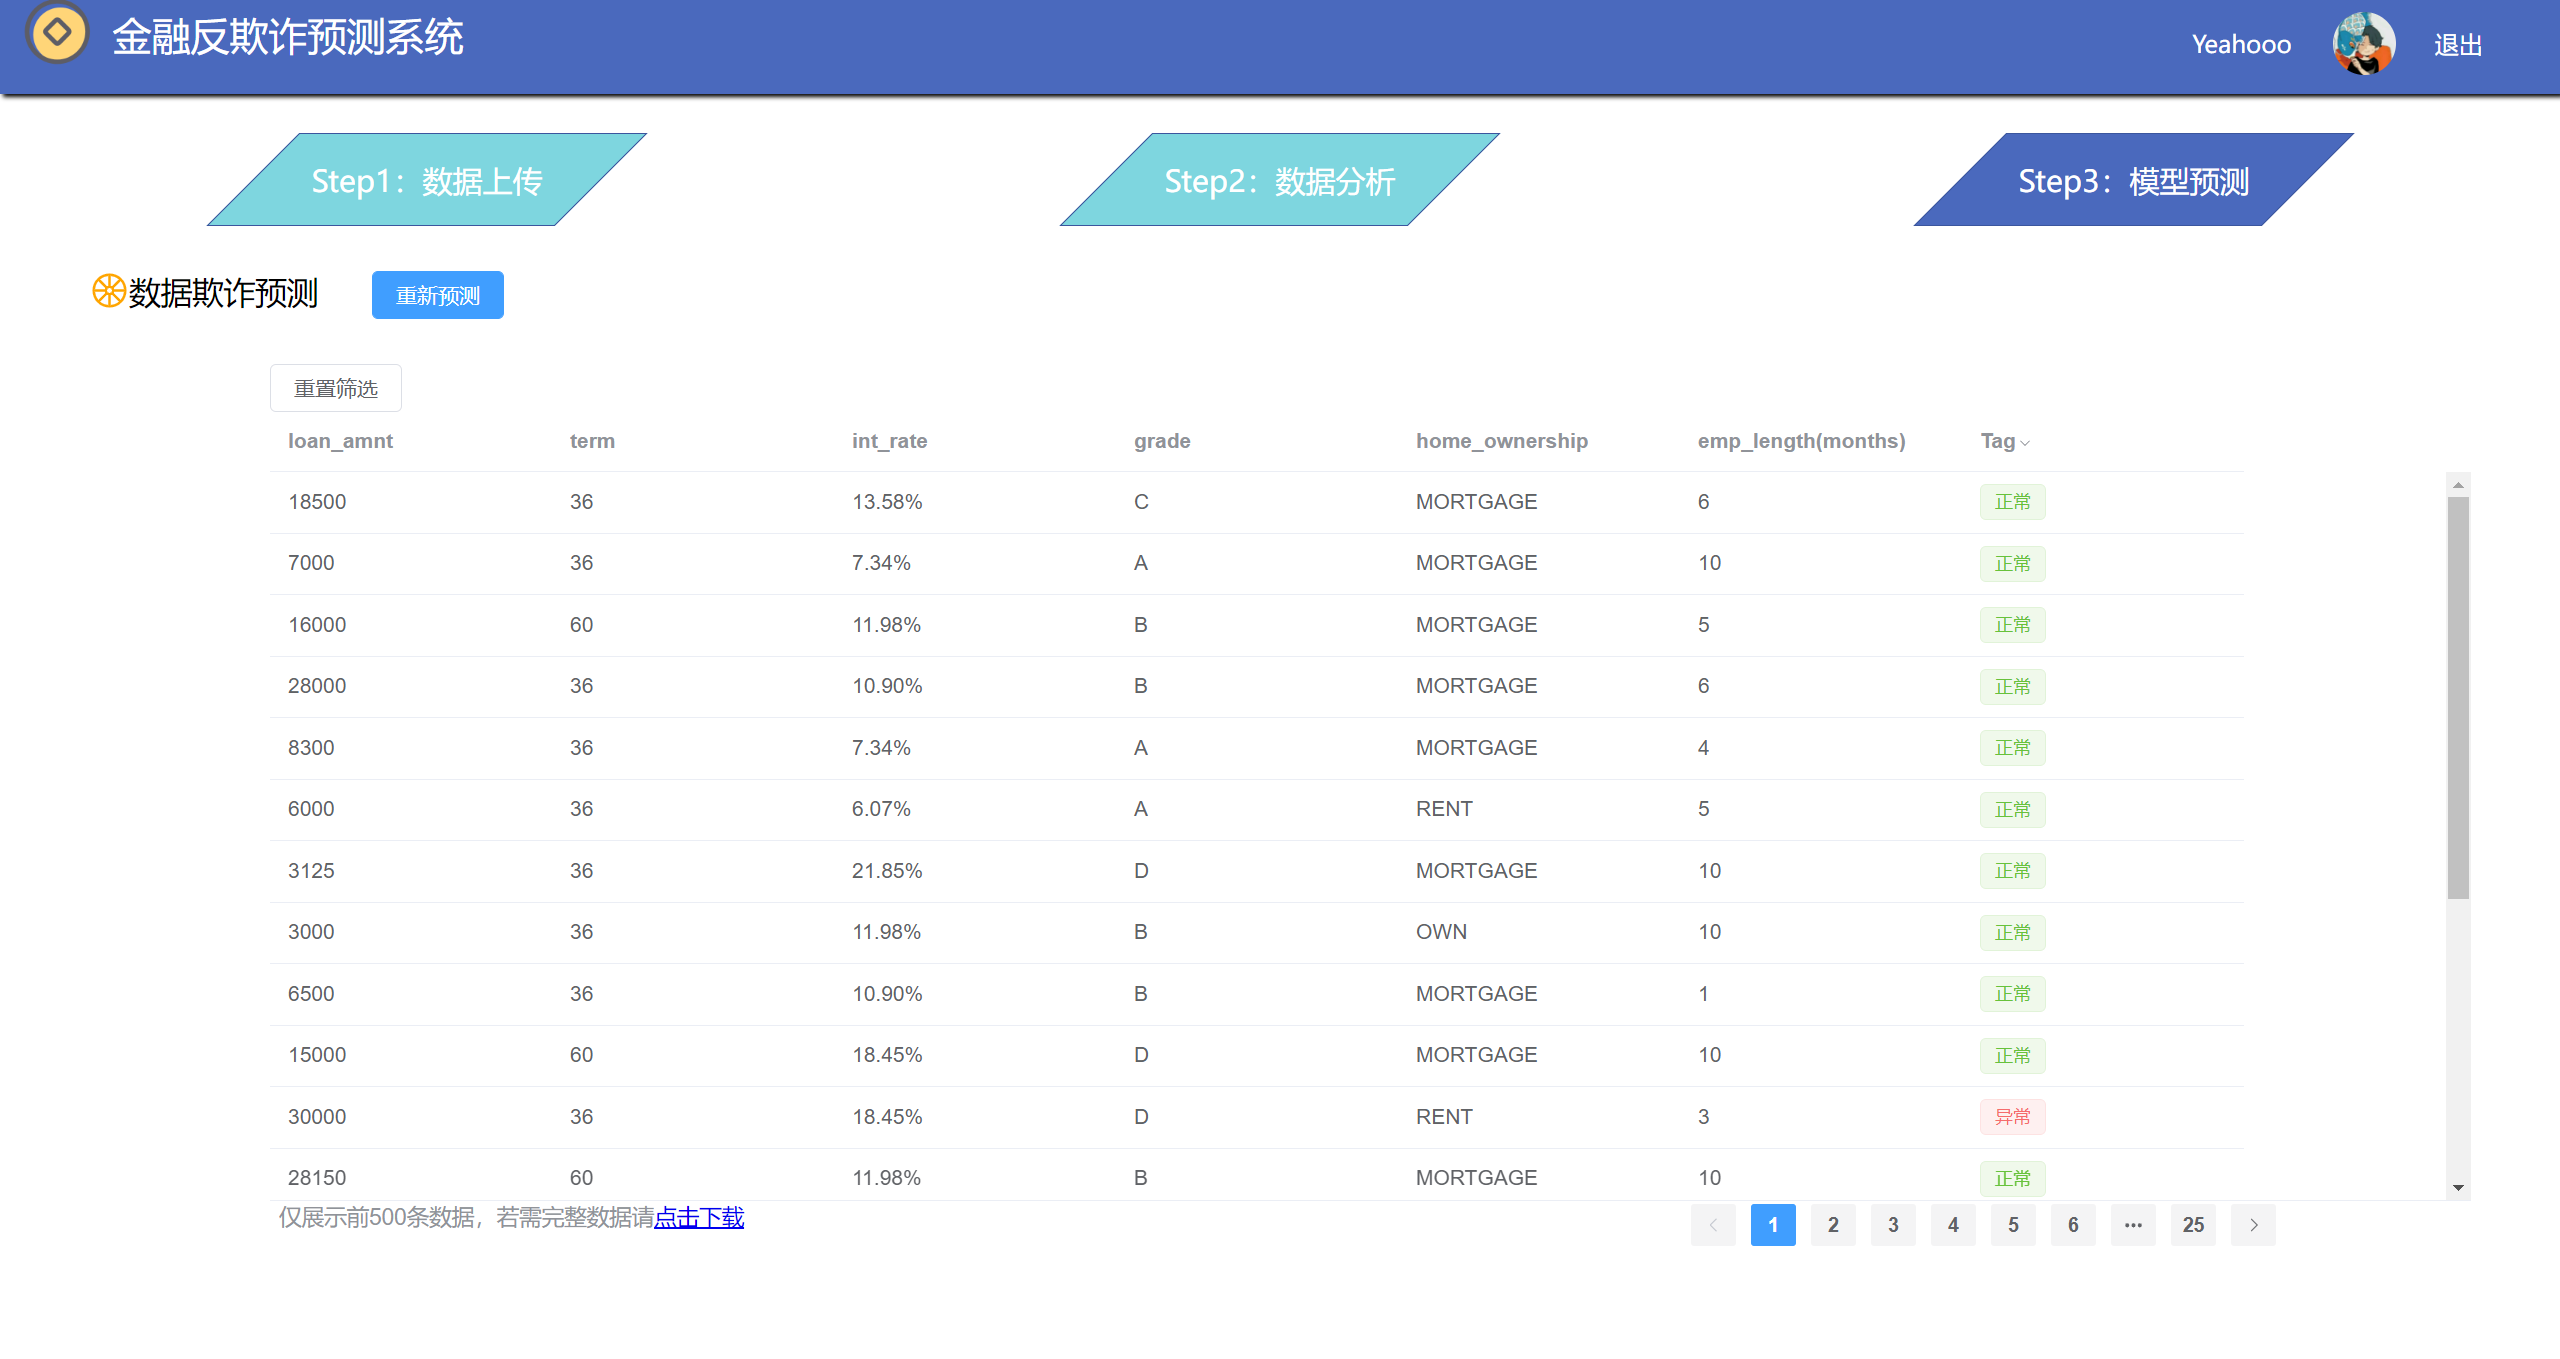 金融反欺诈预测系统
Yeahooo 退出
Step1：数据上传 Step2：数据分析 Step3：模型预测
数据欺诈预测 重新预测
重置筛选
loan_amnt term int_rate grade home_ownership emp_length(months) Tag
18500 36 13.58% C MORTGAGE 6 正常
7000 36 7.34% A MORTGAGE 10 正常
16000 60 11.98% B MORTGAGE 5 正常
28000 36 10.90% B MORTGAGE 6 正常
8300 36 7.34% A MORTGAGE 4 正常
6000 36 6.07% A RENT 5 正常
3125 36 21.85% D MORTGAGE 10 正常
3000 36 11.98% B OWN 10 正常
6500 36 10.90% B MORTGAGE 1 正常
15000 60 18.45% D MORTGAGE 10 正常
30000 36 18.45% D RENT 3 异常
28150 60 11.98% B MORTGAGE 10 正常
仅展示前500条数据，若需完整数据请点击下载
1 2 3 4 5 6 ··· 25